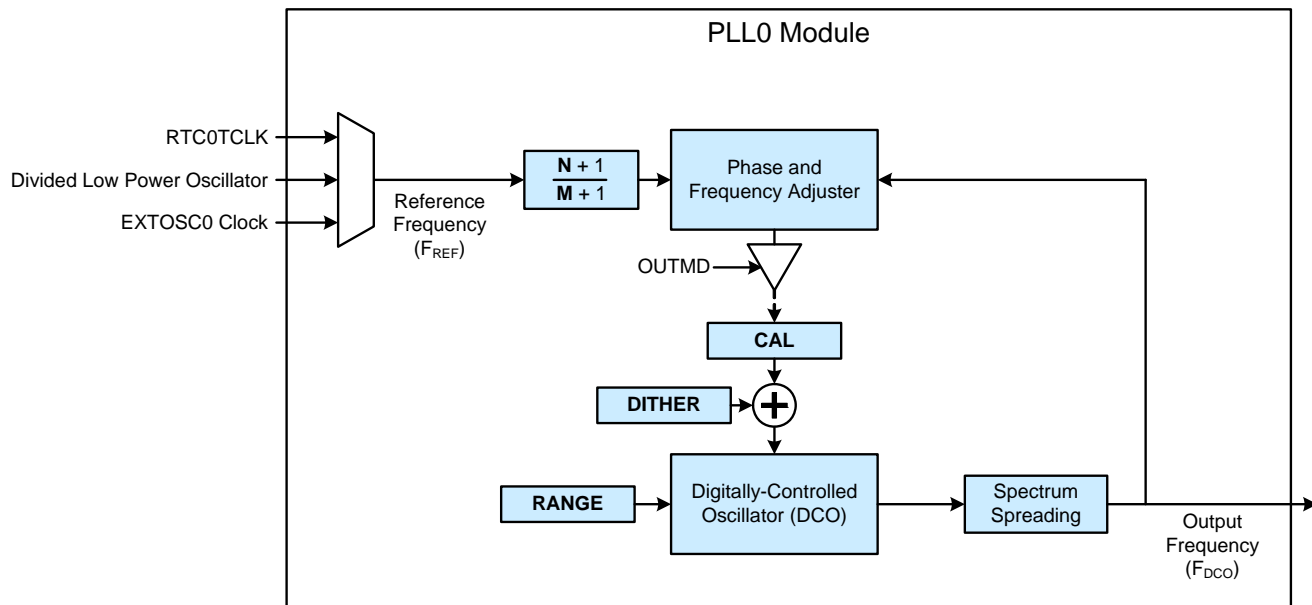 PLL0 Module
RTC0TCLK
Divided Low Power Oscillator
EXTOSC0 Clock
Reference
Frequency
(FREF)
N + 1
M + 1
Phase and
Frequency Adjuster
OUTMD
CAL
DITHER
+
RANGE
Digitally-Controlled
Oscillator (DCO)
Spectrum
Spreading
Output
Frequency
(FDCO)